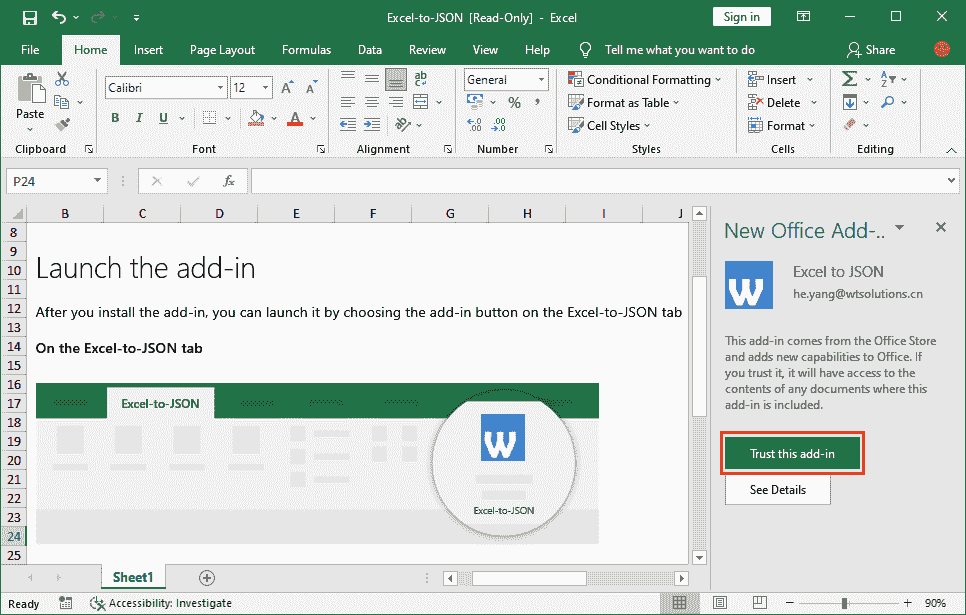 Excel-to-JSON [Read-Only] - Excel
Sign in
File Home Insert Page Layout Formulas Data Review View Help Tell me what you want to do Share
Paste
Calibri 12
B I U
General
Conditional Formatting
Format as Table
Cell Styles
Insert
Delete
Format
Clipboard Font Alignment Number Styles Cells Editing
P24 fx
B C D E F G H I J
8
9
10
11
12
13
14
15
16
17
18
19
20
21
22
23
24
25
Launch the add-in
After you install the add-in, you can launch it by choosing the add-in button on the Excel-to-JSON tab
On the Excel-to-JSON tab
Excel-to-JSON
W
Excel-to-JSON
New Office Add-..
W
Excel to JSON
he.yang@wtsolutions.cn
This add-in comes from the Office Store
and adds new capabilities to Office. If
you trust it, it will have access to the
contents of any documents where this
add-in is included.
Trust this add-in
See Details
Sheet1
Ready Accessibility: Investigate 90%